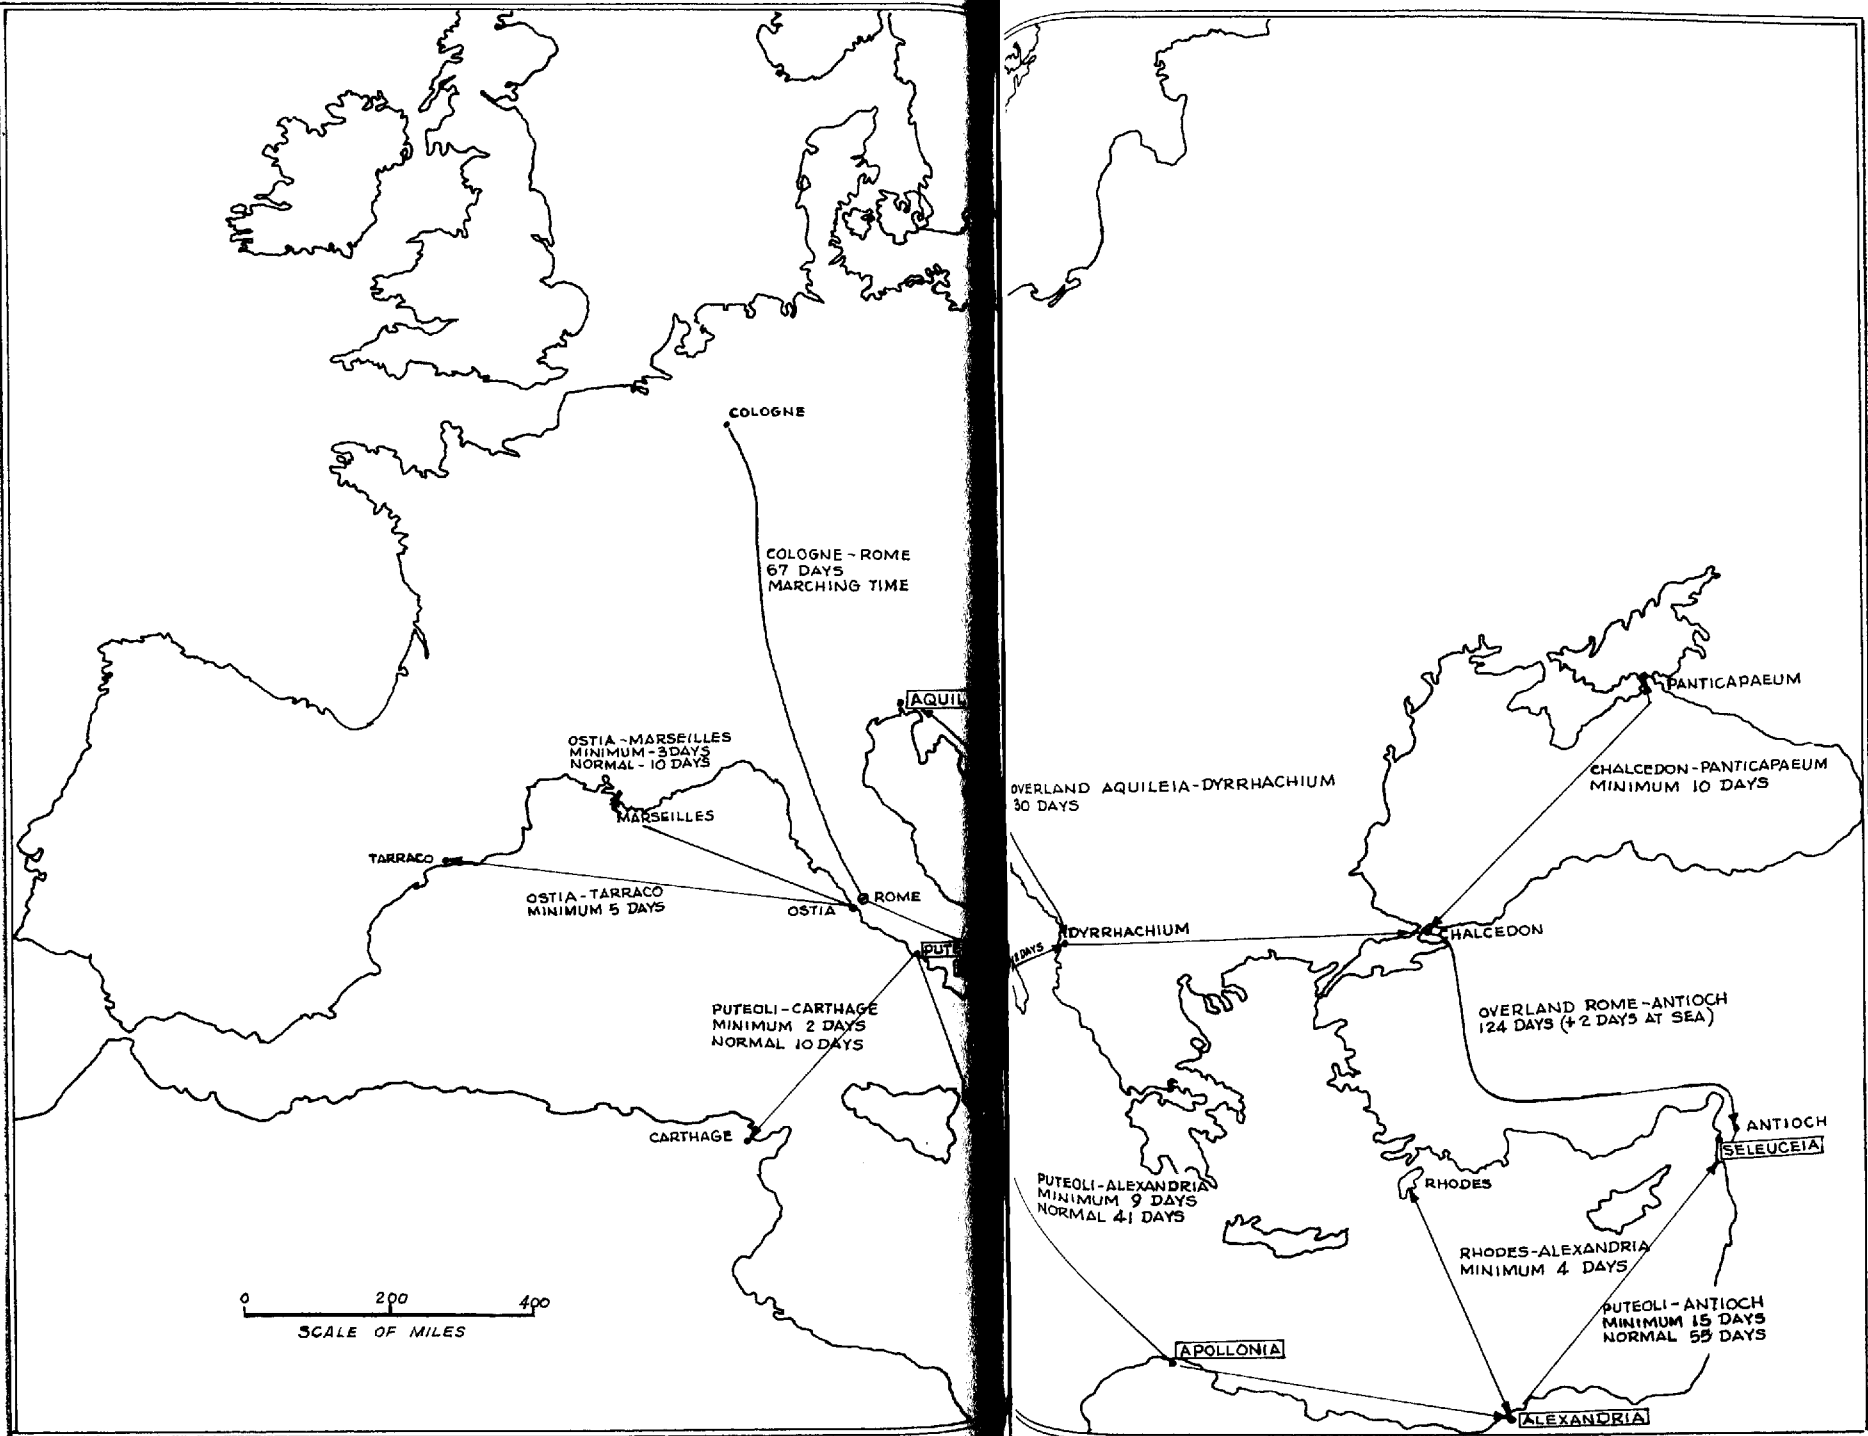 COLOGNE
COLOGNE-ROME
67 DAYS
MARCHING TIME
OSTIA-MARSEILLES
MINIMUM-3DAYS
NORMAL-10 DAYS
MARSEILLES
TARRACO
OSTIA-TARRACO
MINIMUM 5 DAYS
OSTIA
ROME
AQUIL
PUTE
PUTEOLI-CARTHAGE
MINIMUM 2 DAYS
NORMAL 10 DAYS
CARTHAGE
0 200 400
SCALE OF MILES
PANTICAPAEUM
CHALCEDON-PANTICAPAEUM
MINIMUM 10 DAYS
OVERLAND AQUILEIA-DYRRHACHIUM
30 DAYS
DYRRHACHIUM
DAYS
CHALCEDON
OVERLAND ROME-ANTIOCH
124 DAYS (+2 DAYS AT SEA)
ANTIOCH
SELEUCEIA
RHODES
PUTEOLI-ALEXANDRIA
MINIMUM 9 DAYS
NORMAL 41 DAYS
RHODES-ALEXANDRIA
MINIMUM 4 DAYS
PUTEOLI-ANTIOCH
MINIMUM 15 DAYS
NORMAL 55 DAYS
APOLLONIA
ALEXANDRIA